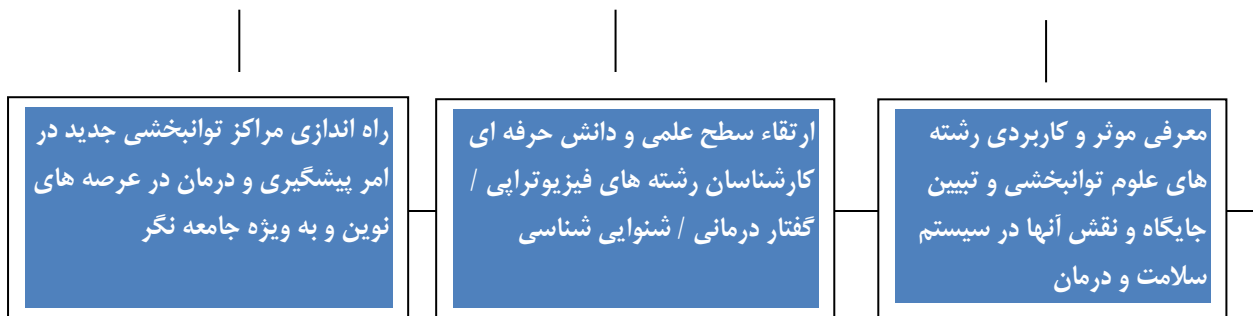 معرفی موثر و کاربردی رشته
های علوم توانبخشی و تبیین
جایگاه و نقش آنها در سیستم
سلامت و درمان
ارتقاء سطح علمی و دانش حرفه ای
کارشناسان رشته های فیزیوتراپی /
گفتار درمانی / شنوایی شناسی
راه اندازی مراکز توانبخشی جدید در
امر پیشگیری و درمان در عرصه های
نوین و به ویژه جامعه نگر